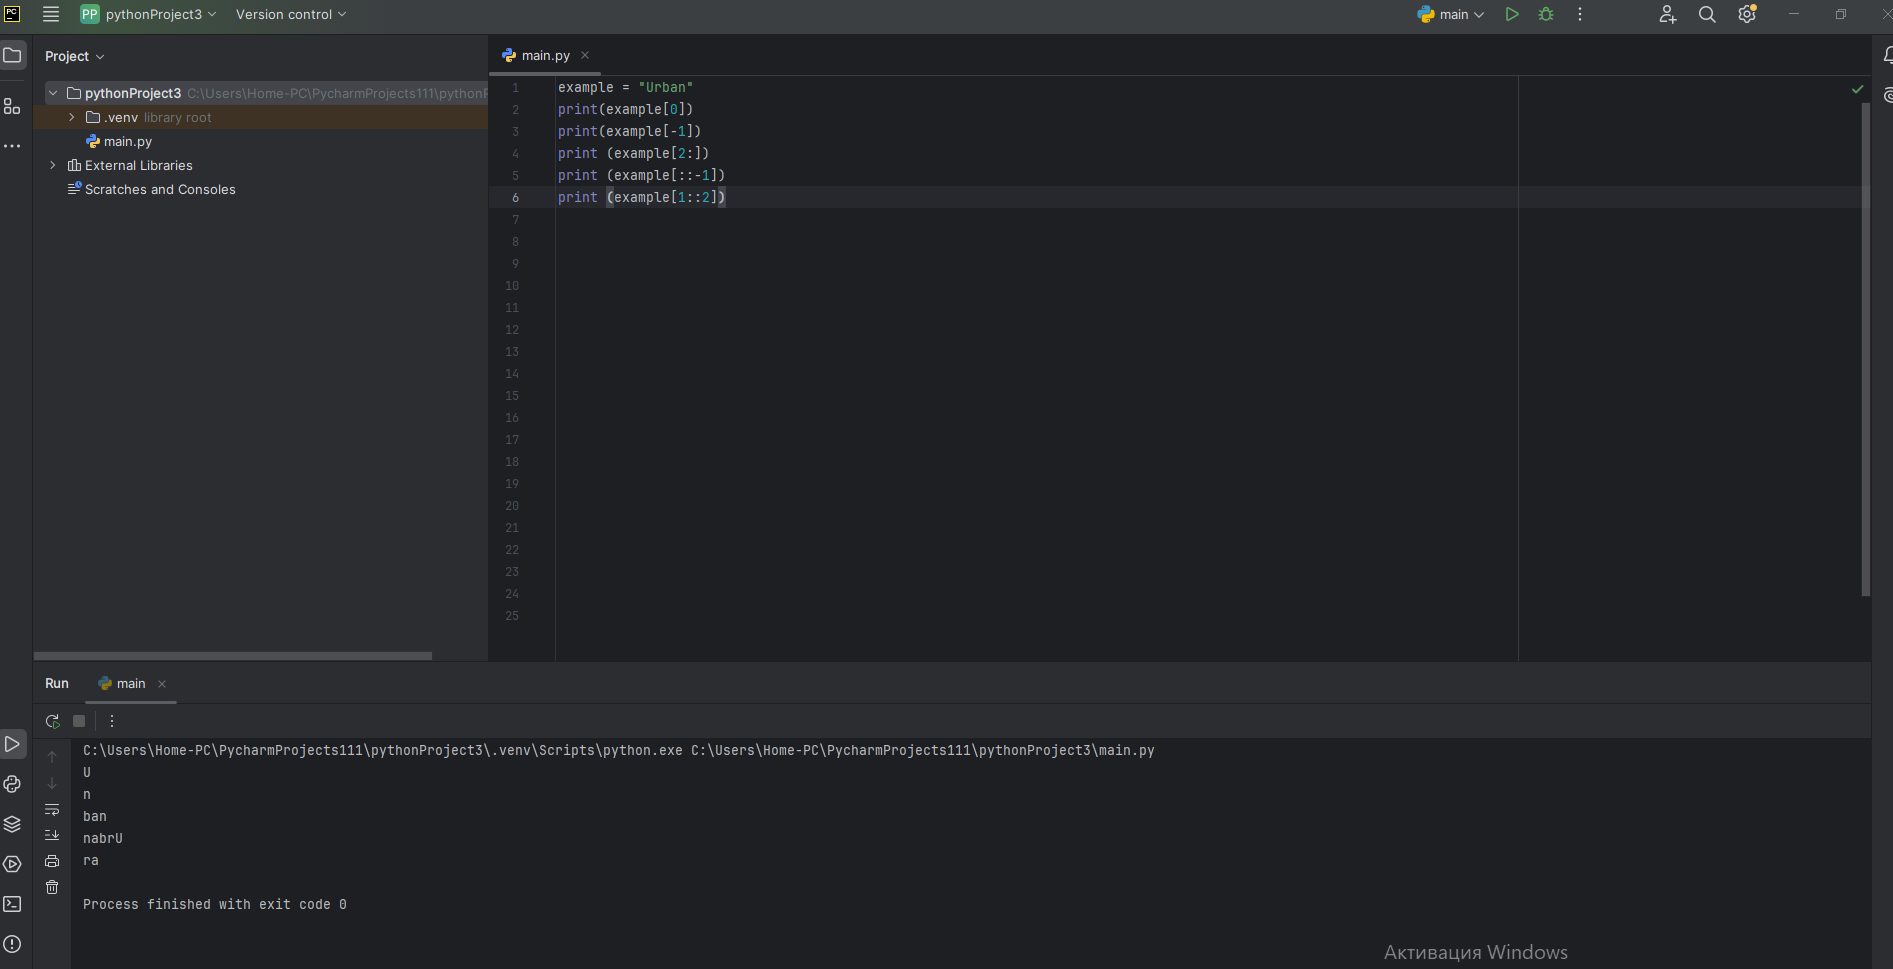 PC PP pythonProject3 Version control main
Project
main.py
pythonProject3 C:\Users\Home-PC\PycharmProjects111\pythonP
.venv library root
main.py
External Libraries
Scratches and Consoles
1 example = "Urban"
2 print(example[0])
3 print(example[-1])
4 print (example[2:])
5 print (example[::-1])
6 print (example[1::2])
7
8
9
10
11
12
13
14
15
16
17
18
19
20
21
22
23
24
25
Run main
C:\Users\Home-PC\PycharmProjects111\pythonProject3\.venv\Scripts\python.exe C:\Users\Home-PC\PycharmProjects111\pythonProject3\main.py
U
n
ban
nabrU
ra
Process finished with exit code 0
Активация Windows